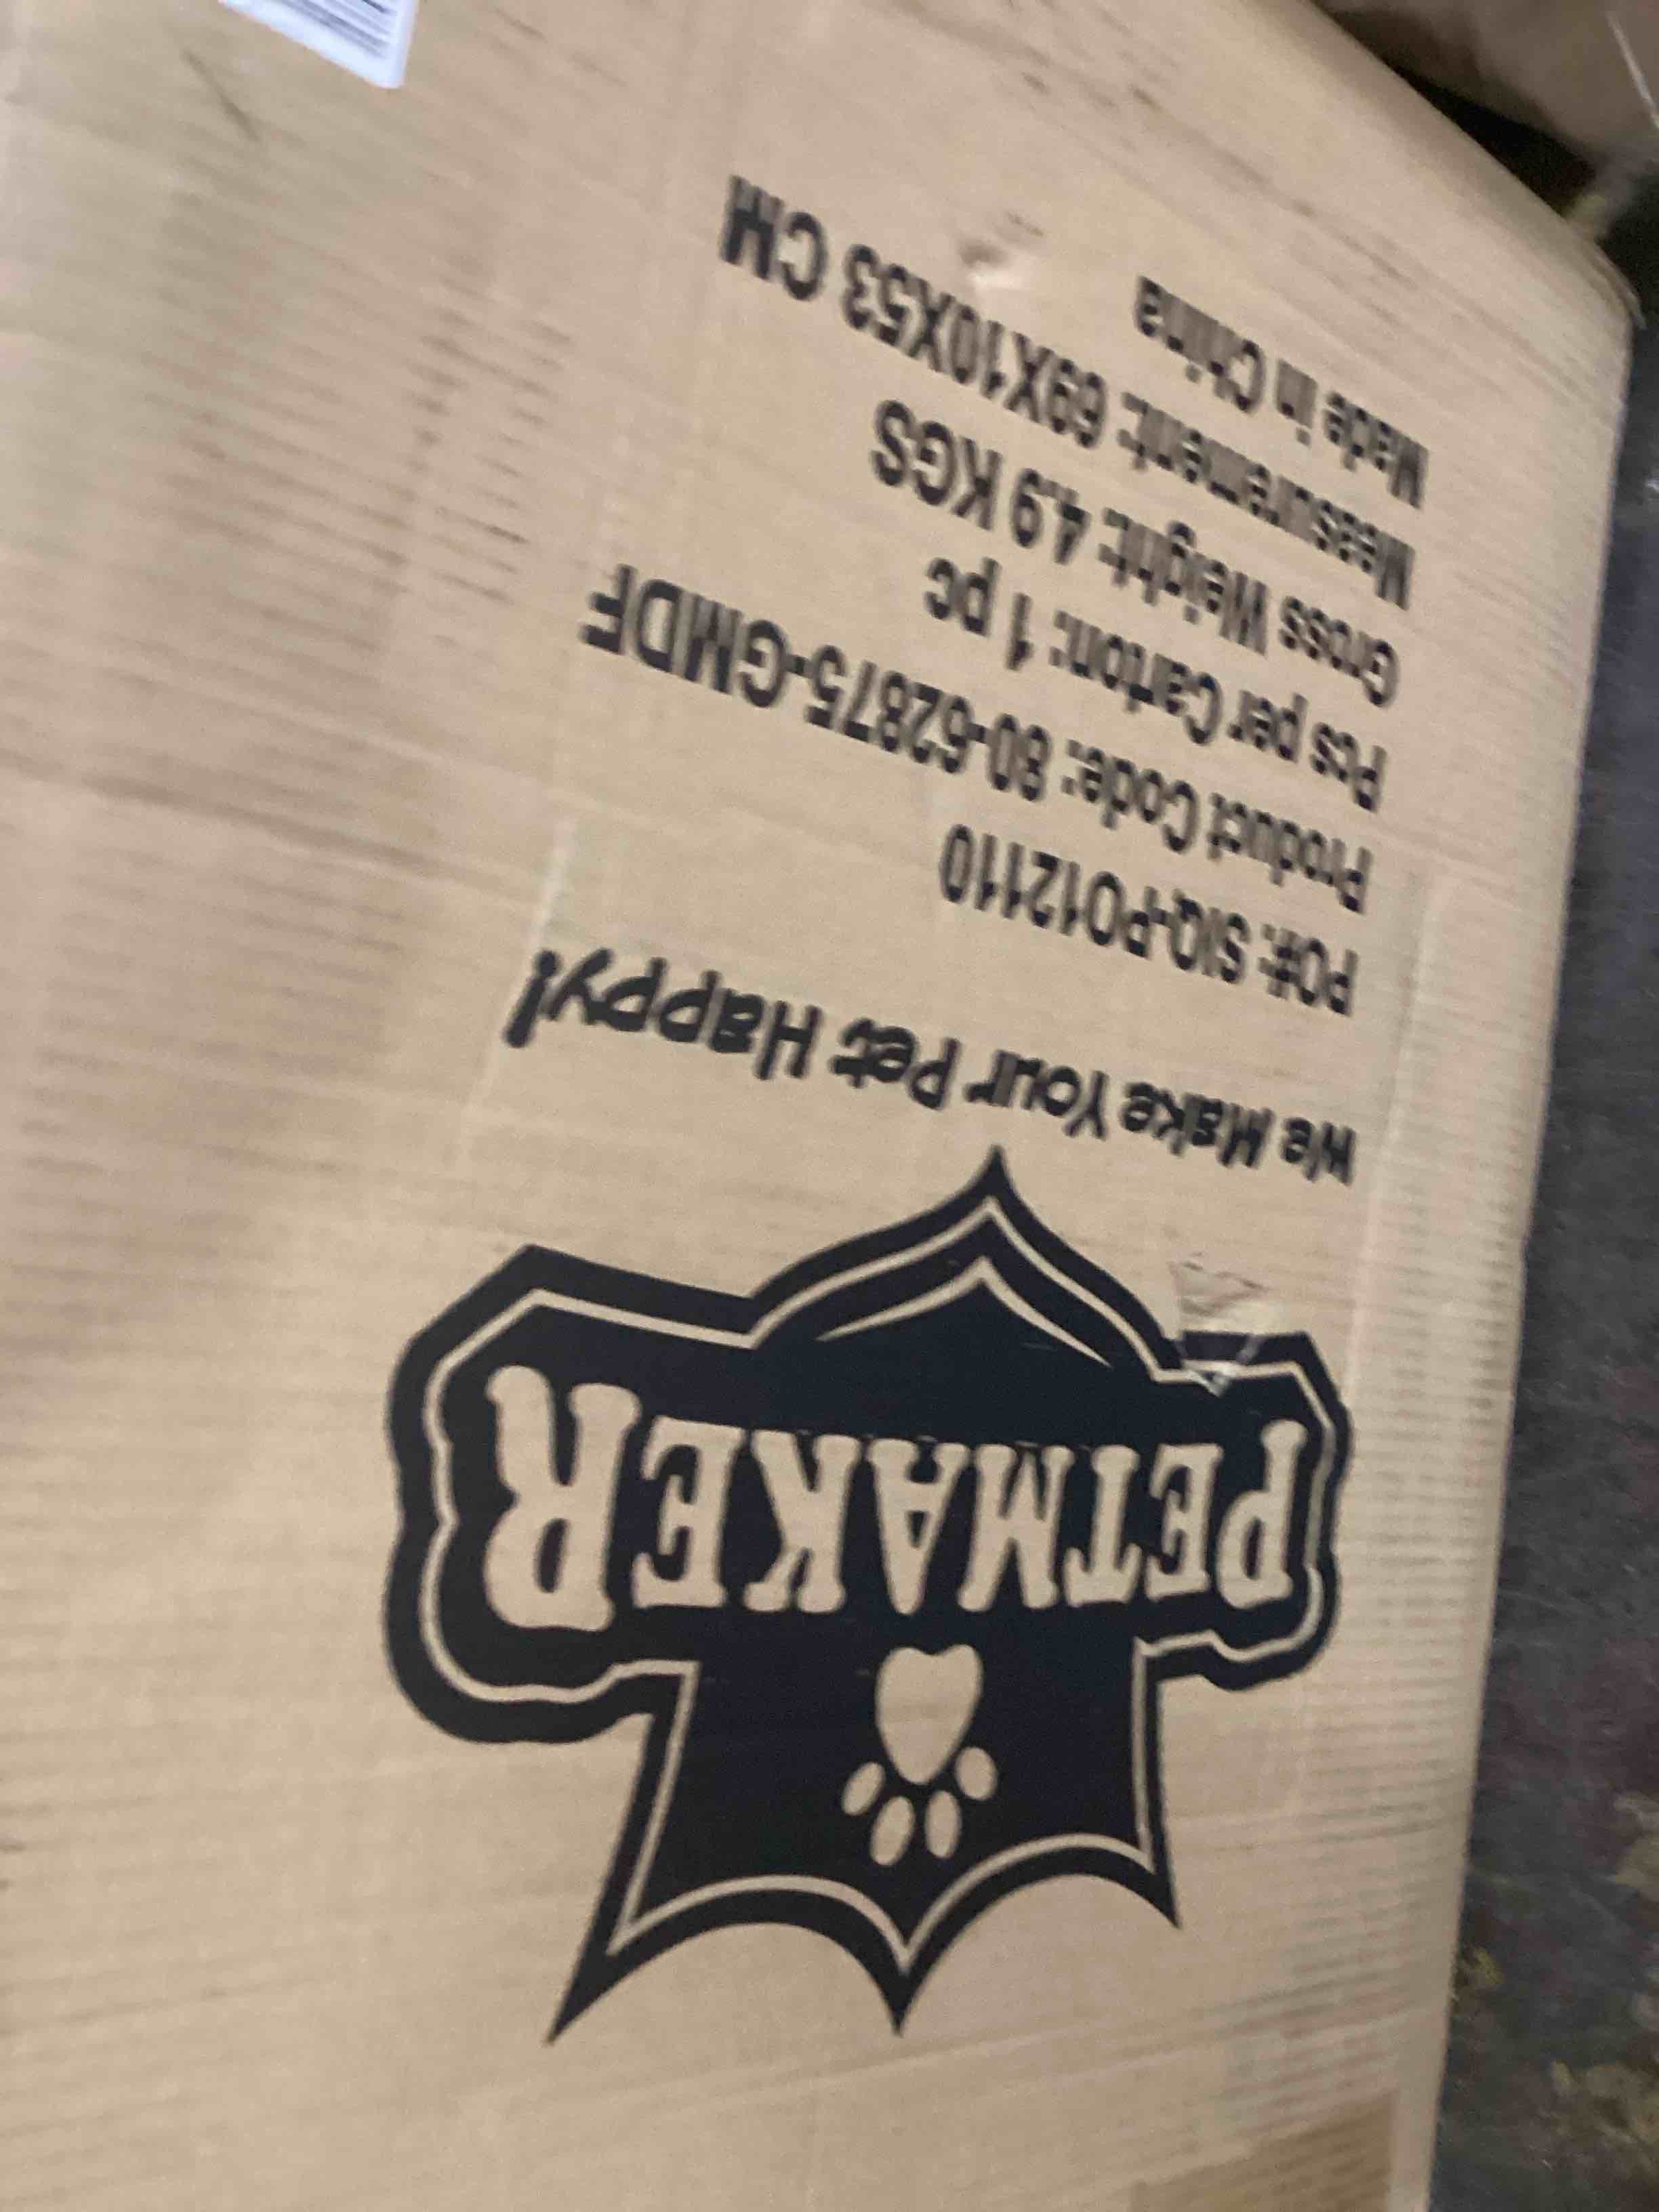 PETMAKER
We Make Your Pet Happy!
PO#: SIQ-PO12110
Product Code: 80-62875-GMDF
Pcs per Carton: 1 pc
Gross Weight: 4.9 KGS
Measurement: 69X10X53 CM
Made in China